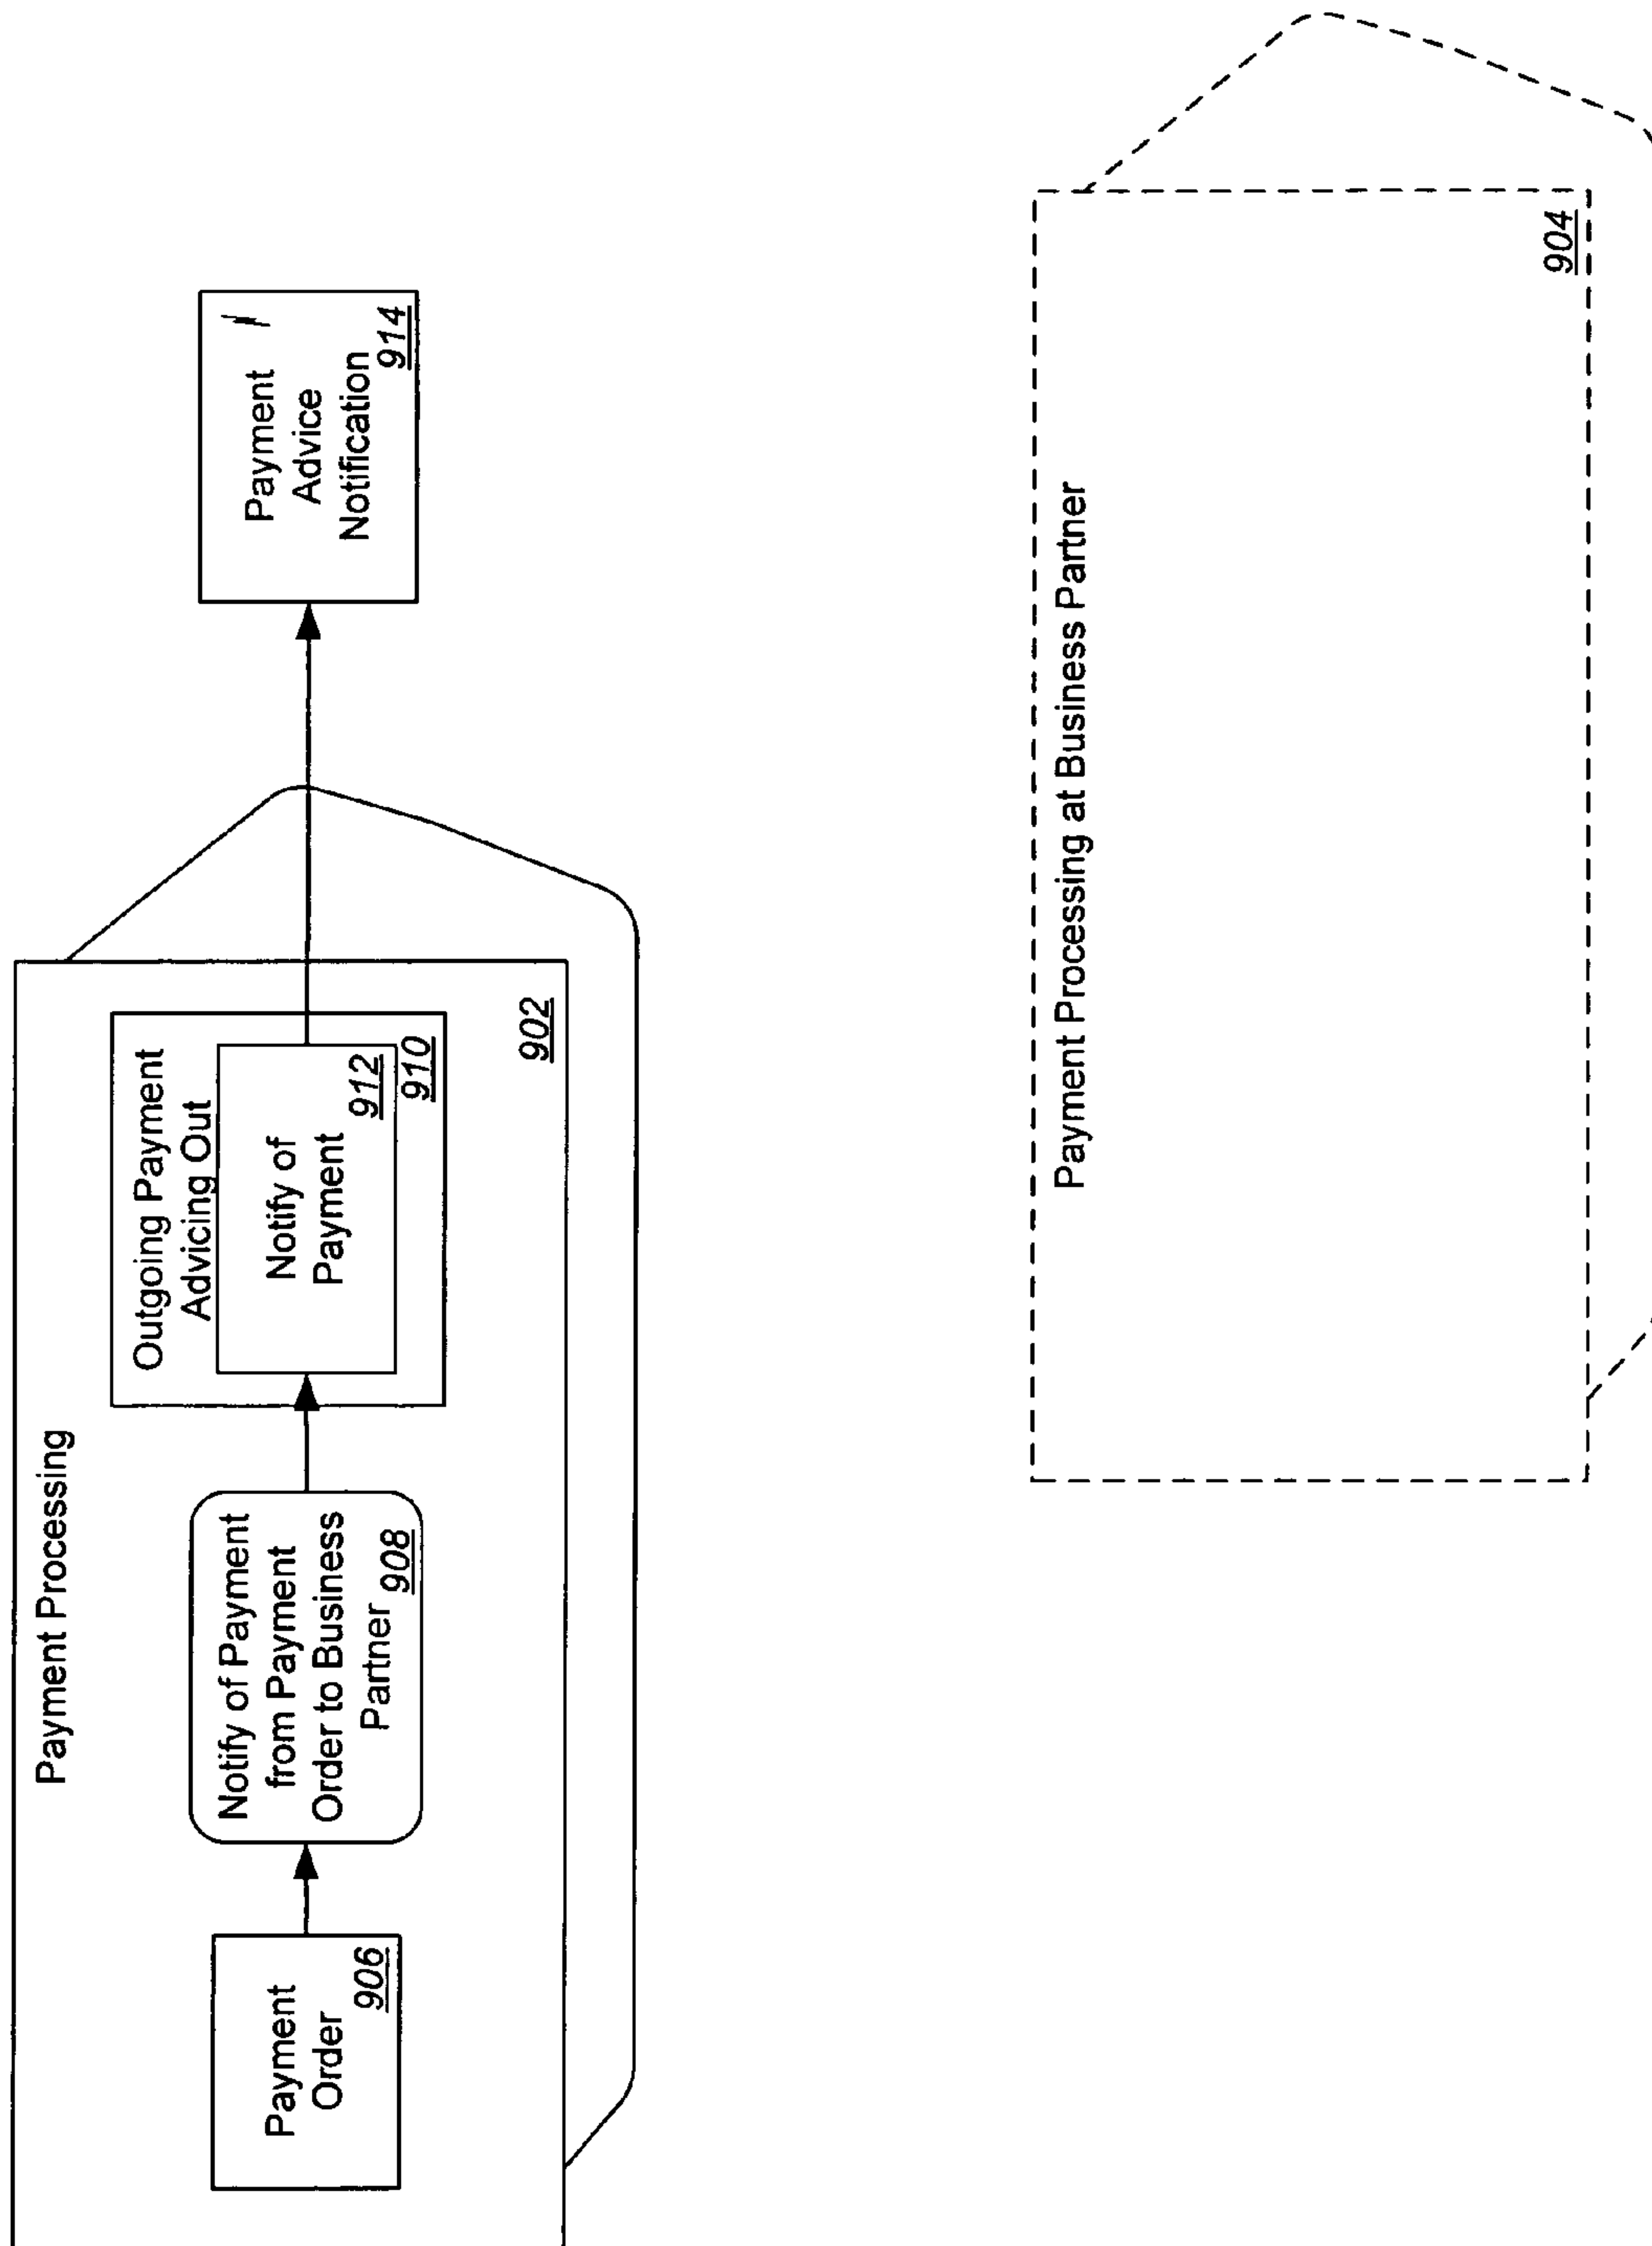 Payment Processing
Payment
Order
906
Notify of Payment
from Payment
Order to Business
Partner 908
Outgoing Payment
Advicing Out
Notify of
Payment
912
910
902
Payment
Advice
Notification
914
Payment Processing at Business Partner
904